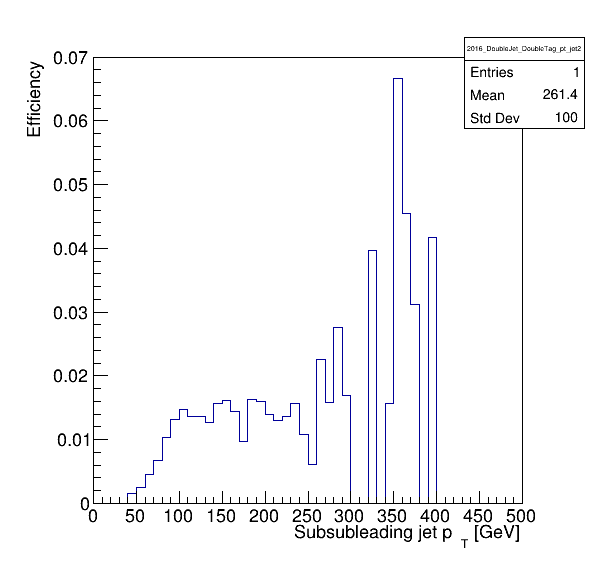 2016_DoubleJet_DoubleTag_pt_jet2
Entries 1
Mean 261.4
Std Dev 100
Efficiency
0.07
0.06
0.05
0.04
0.03
0.02
0.01
0
0 50 100 150 200 250 300 350 400 450 500
Subsubleading jet p T [GeV]